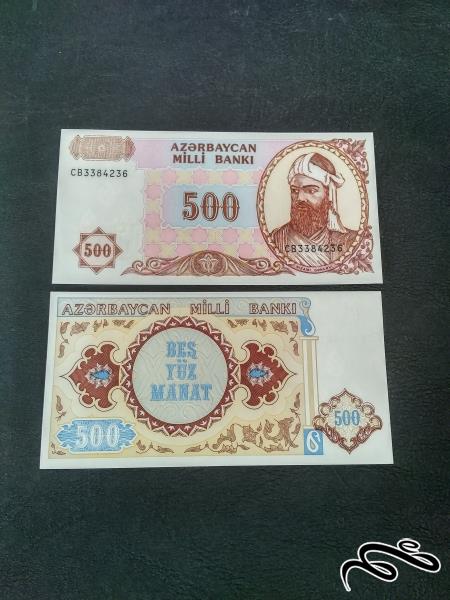 AZƏRBAYCAN
MİLLİ BANKI
CB3384236
500
500
CB3384236
AZƏRBAYCAN MİLLİ BANKI
BEŞ
YÜZ
MANAT
500
500